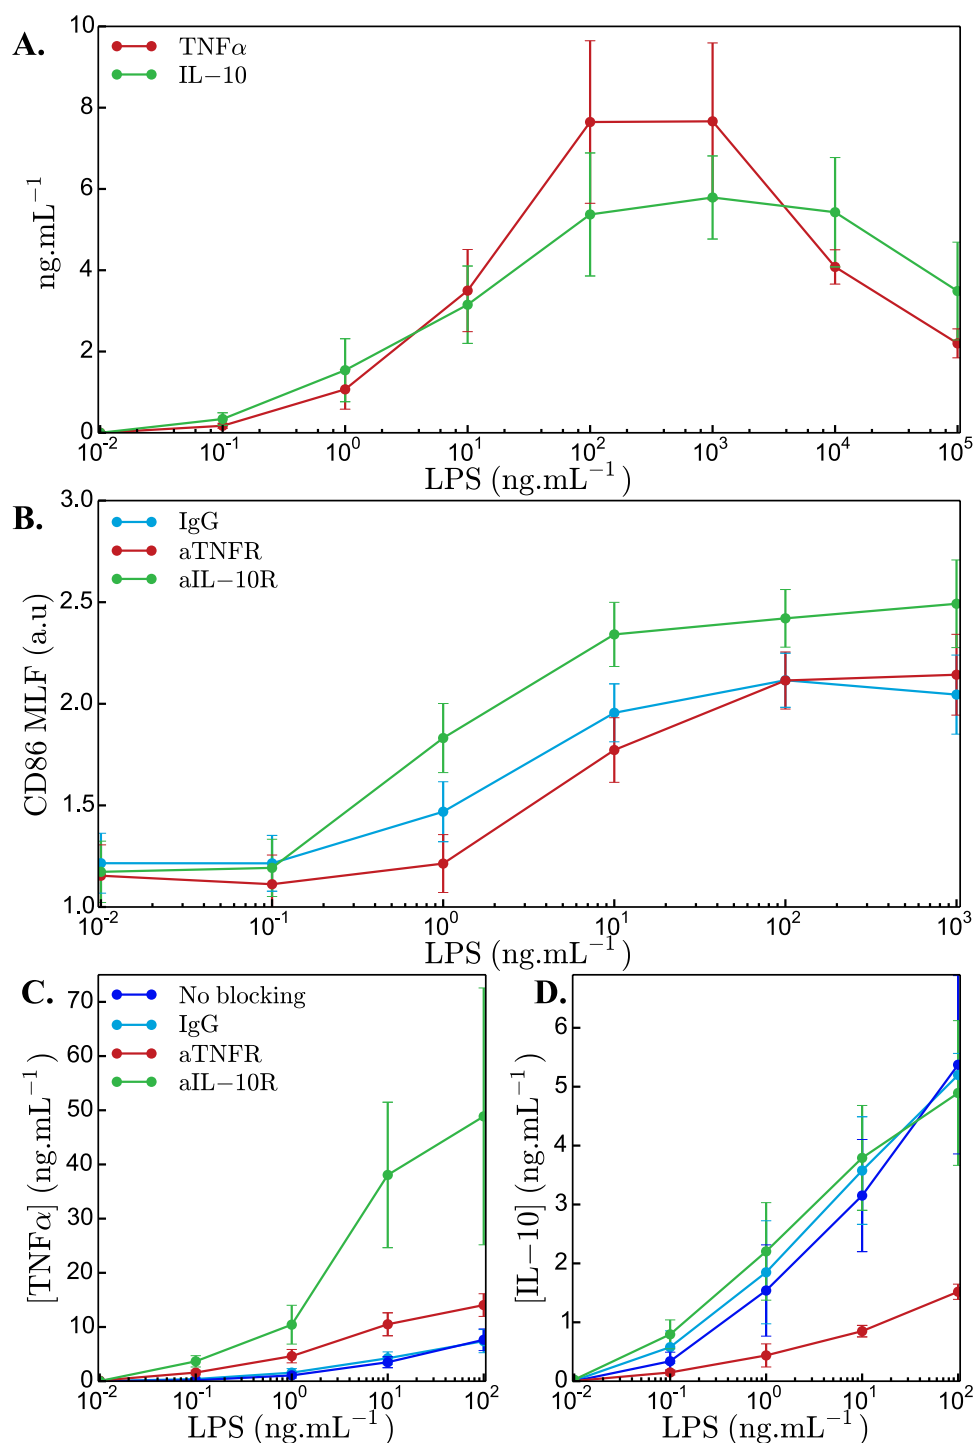 A.
TNFα
IL−10
10
8
6
4
2
0
ng.mL⁻¹
10⁻² 10⁻¹ 10⁰ 10¹ 10² 10³ 10⁴ 10⁵
LPS (ng.mL⁻¹)
B.
IgG
aTNFR
aIL−10R
3.0
2.5
2.0
1.5
1.0
CD86 MLF (a.u)
10⁻² 10⁻¹ 10⁰ 10¹ 10² 10³
LPS (ng.mL⁻¹)
C.
No blocking
IgG
aTNFR
aIL−10R
70
60
50
40
30
20
10
0
[TNFα] (ng.mL⁻¹)
10⁻² 10⁻¹ 10⁰ 10¹ 10²
LPS (ng.mL⁻¹)
D.
6
5
4
3
2
1
0
[IL−10] (ng.mL⁻¹)
10⁻² 10⁻¹ 10⁰ 10¹ 10²
LPS (ng.mL⁻¹)